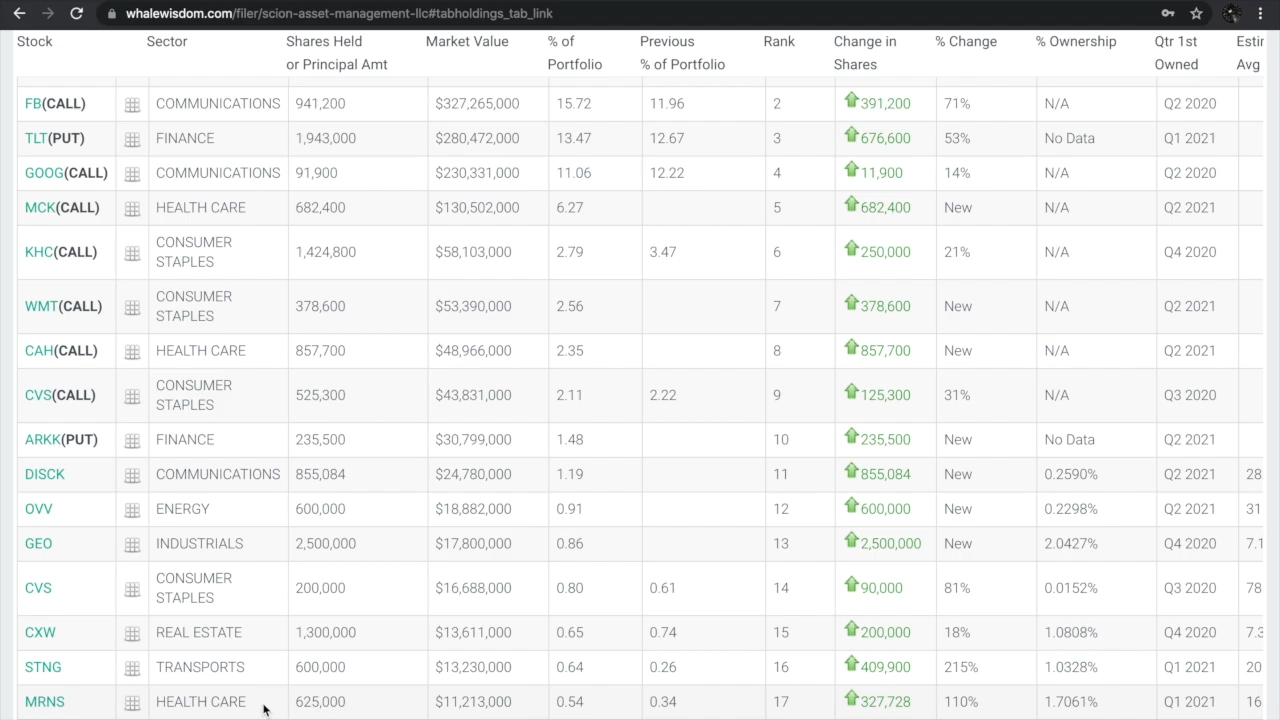 whalewisdom.com/filer/scion-asset-management-llc#tabholdings_tab_link
Stock Sector Shares Held or Principal Amt Market Value % of Portfolio Previous % of Portfolio Rank Change in Shares % Change % Ownership Qtr 1st Owned Avg
FB(CALL) COMMUNICATIONS 941,200 $327,265,000 15.72 11.96 2 391,200 71% N/A Q2 2020
TLT(PUT) FINANCE 1,943,000 $280,472,000 13.47 12.67 3 676,600 53% No Data Q1 2021
GOOG(CALL) COMMUNICATIONS 91,900 $230,331,000 11.06 12.22 4 11,900 14% N/A Q2 2020
MCK(CALL) HEALTH CARE 682,400 $130,502,000 6.27 5 682,400 New N/A Q2 2021
KHC(CALL) CONSUMER STAPLES 1,424,800 $58,103,000 2.79 3.47 6 250,000 21% N/A Q4 2020
WMT(CALL) CONSUMER STAPLES 378,600 $53,390,000 2.56 7 378,600 New N/A Q2 2021
CAH(CALL) HEALTH CARE 857,700 $48,966,000 2.35 8 857,700 New N/A Q2 2021
CVS(CALL) CONSUMER STAPLES 525,300 $43,831,000 2.11 2.22 9 125,300 31% N/A Q3 2020
ARKK(PUT) FINANCE 235,500 $30,799,000 1.48 10 235,500 New No Data Q2 2021
DISCK COMMUNICATIONS 855,084 $24,780,000 1.19 11 855,084 New 0.2590% Q2 2021 28
OVV ENERGY 600,000 $18,882,000 0.91 12 600,000 New 0.2298% Q2 2021 31
GEO INDUSTRIALS 2,500,000 $17,800,000 0.86 13 2,500,000 New 2.0427% Q4 2020 7.1
CVS CONSUMER STAPLES 200,000 $16,688,000 0.80 0.61 14 90,000 81% 0.0152% Q3 2020 78
CXW REAL ESTATE 1,300,000 $13,611,000 0.65 0.74 15 200,000 18% 1.0808% Q4 2020 7.3
STNG TRANSPORTS 600,000 $13,230,000 0.64 0.26 16 409,900 215% 1.0328% Q1 2021 20
MRNS HEALTH CARE 625,000 $11,213,000 0.54 0.34 17 327,728 110% 1.7061% Q1 2021 16